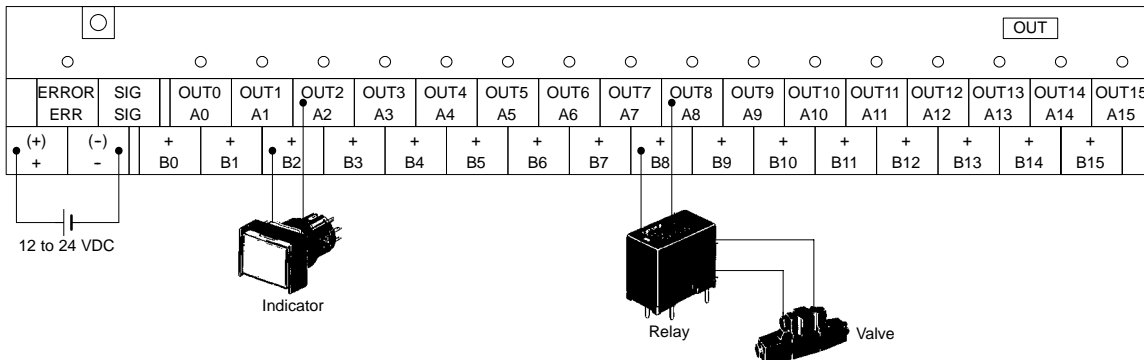 OUT
ERROR SIG OUT0 OUT1 OUT2 OUT3 OUT4 OUT5 OUT6 OUT7 OUT8 OUT9 OUT10 OUT11 OUT12 OUT13 OUT14 OUT15
ERR SIG A0 A1 A2 A3 A4 A5 A6 A7 A8 A9 A10 A11 A12 A13 A14 A15
(+) (-) + + + + + + + + + + + + + + + +
+ - B0 B1 B2 B3 B4 B5 B6 B7 B8 B9 B10 B11 B12 B13 B14 B15
12 to 24 VDC
Indicator
Relay
Valve